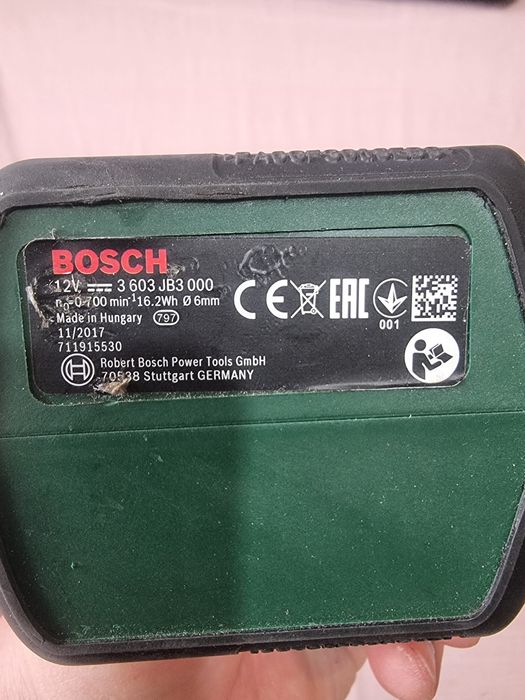 BOSCH
12V ⎓ 3 603 JB3 000
n₀=0-700 min⁻¹ 16.2Wh Ø 6mm
Made in Hungary 797
11/2017
711915530
Robert Bosch Power Tools GmbH
70538 Stuttgart GERMANY
CE EAC
001